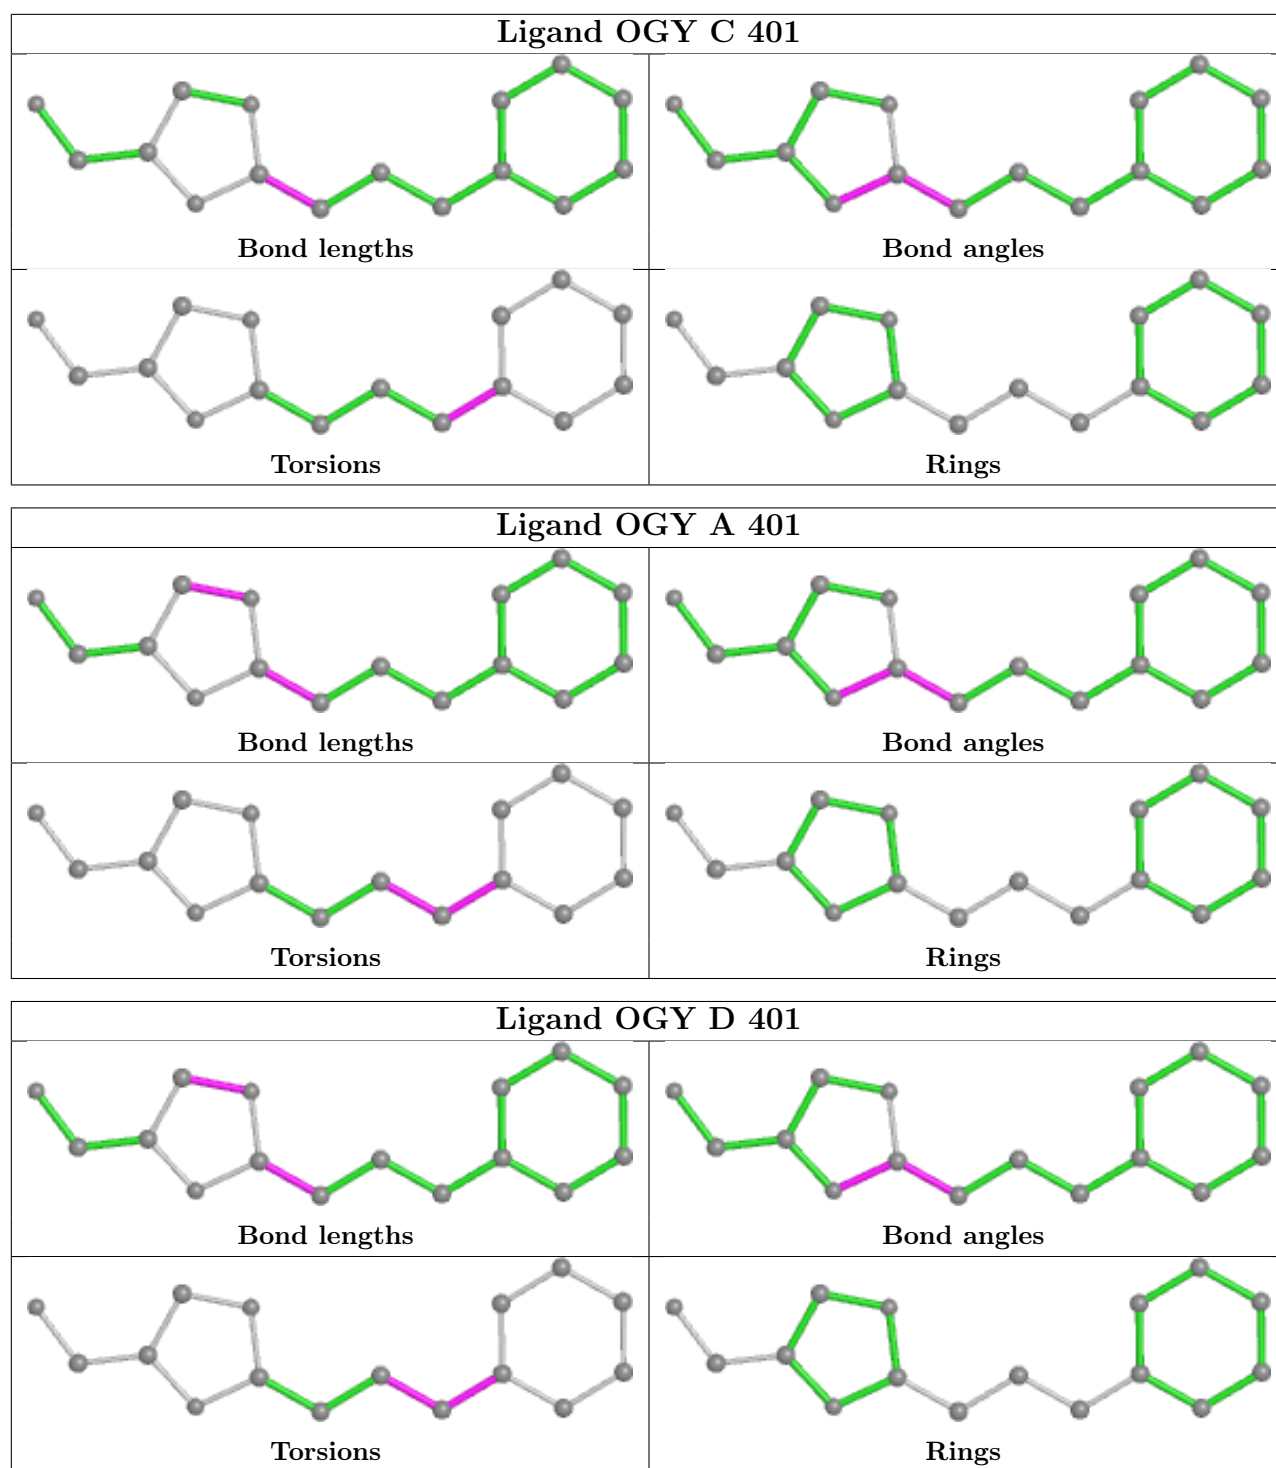 Ligand OGY C 401
Bond lengths
Bond angles
Torsions
Rings
Ligand OGY A 401
Bond lengths
Bond angles
Torsions
Rings
Ligand OGY D 401
Bond lengths
Bond angles
Torsions
Rings